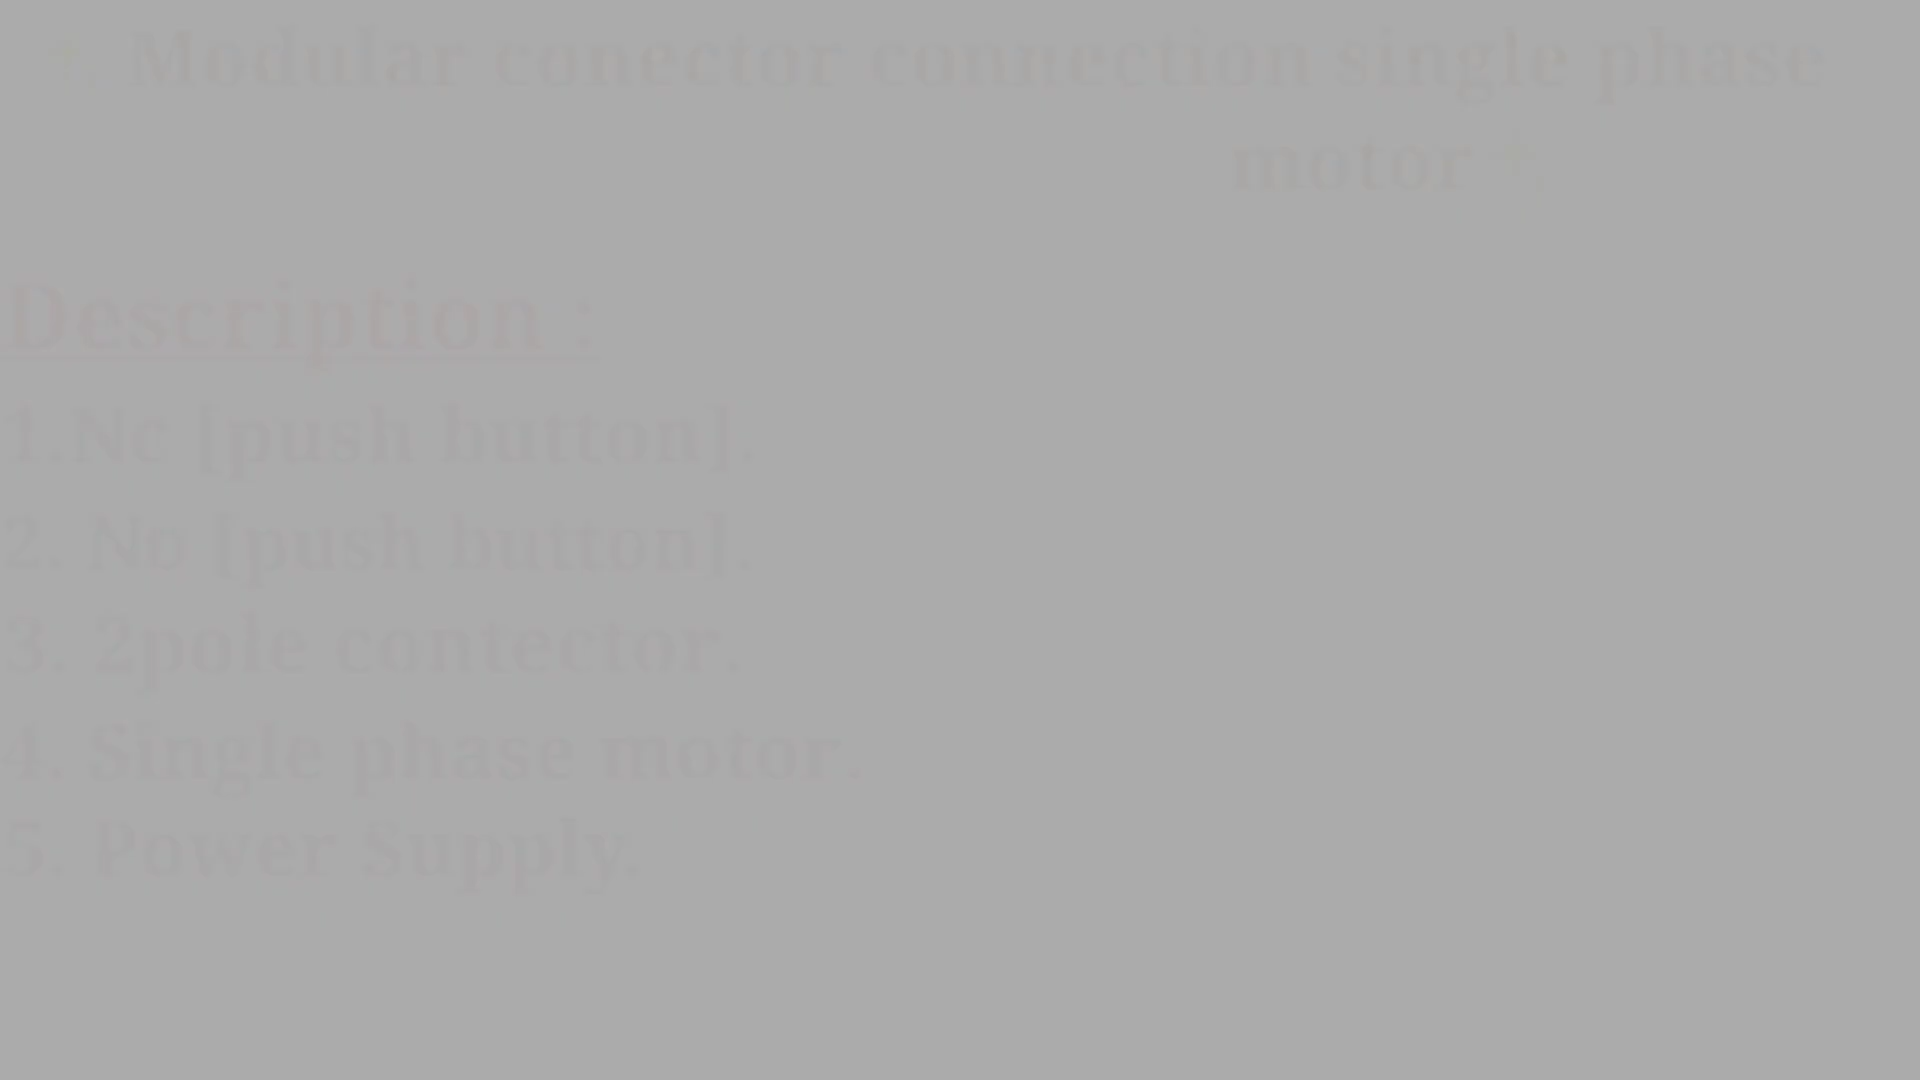 Modular conector connection single phase
motor
Description :
1.Nc [push button].
2. No [push button].
3. 2pole contector.
4. Single phase motor.
5. Power Supply.